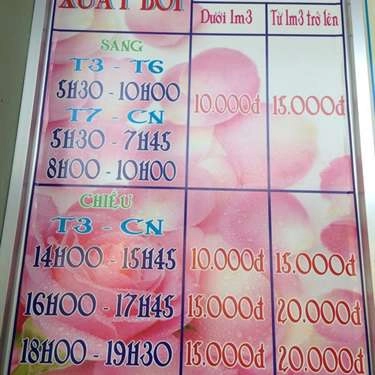 XUẤT BƠI
Dưới 1m3
Từ 1m3 trở lên
SÁNG
T3 - T6
5H30 - 10H00
T7 - CN
5H30 - 7H45
8H00 - 10H00
10.000đ
15.000đ
CHIỀU
T3 - CN
14H00 - 15H45
10.000đ
15.000đ
16H00 - 17H45
15.000đ
20.000đ
18H00 - 19H30
15.000đ
20.000đ